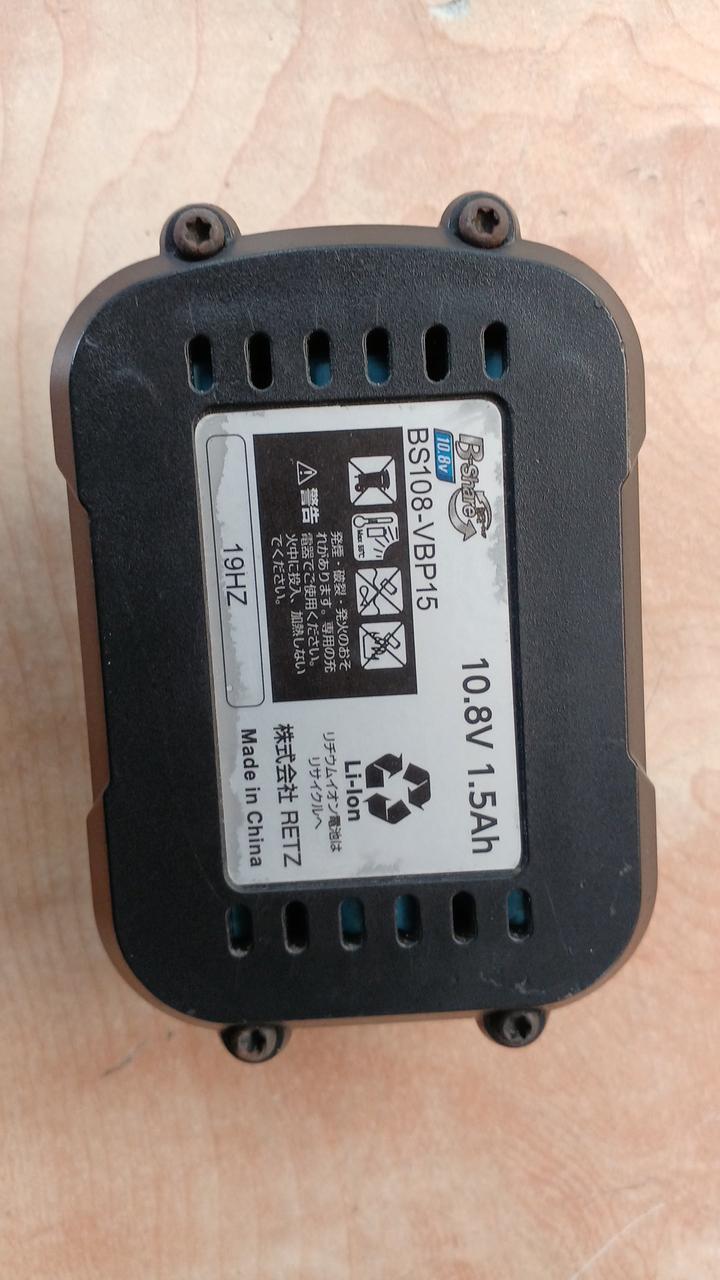 B-Share
10.8v
10.8V 1.5Ah
BS108-VBP15
Max 50℃
⚠警告
発煙・破裂・発火のおそ
れがあります。専用の充
電器でご使用ください。
火中に投入、加熱しない
でください。
19HZ
Li-Ion
リチウムイオン電池は
リサイクルへ
株式会社 RETZ
Made in China